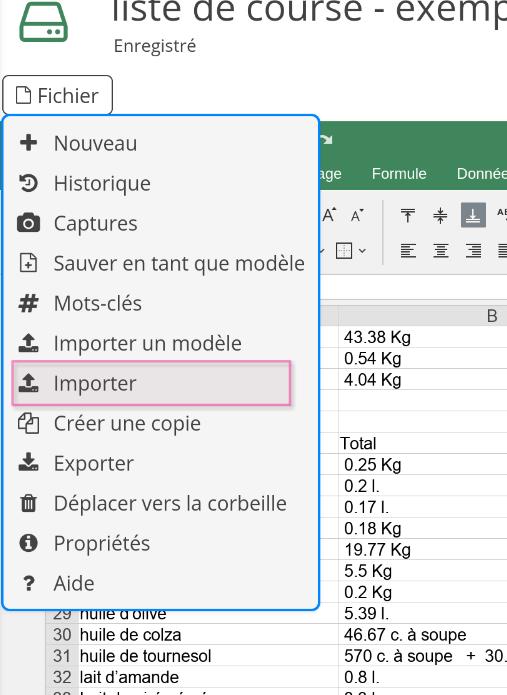 liste de course - exemp
Enregistré
Fichier
Nouveau
Historique
Captures
Sauver en tant que modèle
Mots-clés
Importer un modèle
Importer
Créer une copie
Exporter
Déplacer vers la corbeille
Propriétés
Aide
age Formule Donnée
A A
B
43.38 Kg
0.54 Kg
4.04 Kg
Total
0.25 Kg
0.2 l.
0.17 l.
0.18 Kg
19.77 Kg
5.5 Kg
0.2 Kg
29 huile d'olive 5.39 l.
30 huile de colza 46.67 c. à soupe
31 huile de tournesol 570 c. à soupe + 30.
32 lait d'amande 0.8 l.